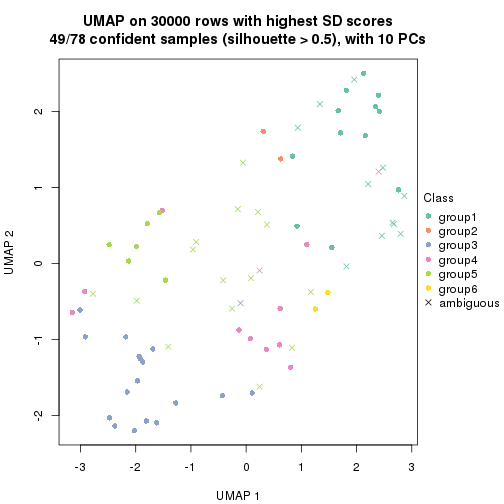 UMAP on 30000 rows with highest SD scores
49/78 confident samples (silhouette > 0.5), with 10 PCs
UMAP 2
2
1
0
-1
-2
-3
-2
-1
0
1
2
3
UMAP 1
Class
group1
group2
group3
group4
group5
group6
ambiguous